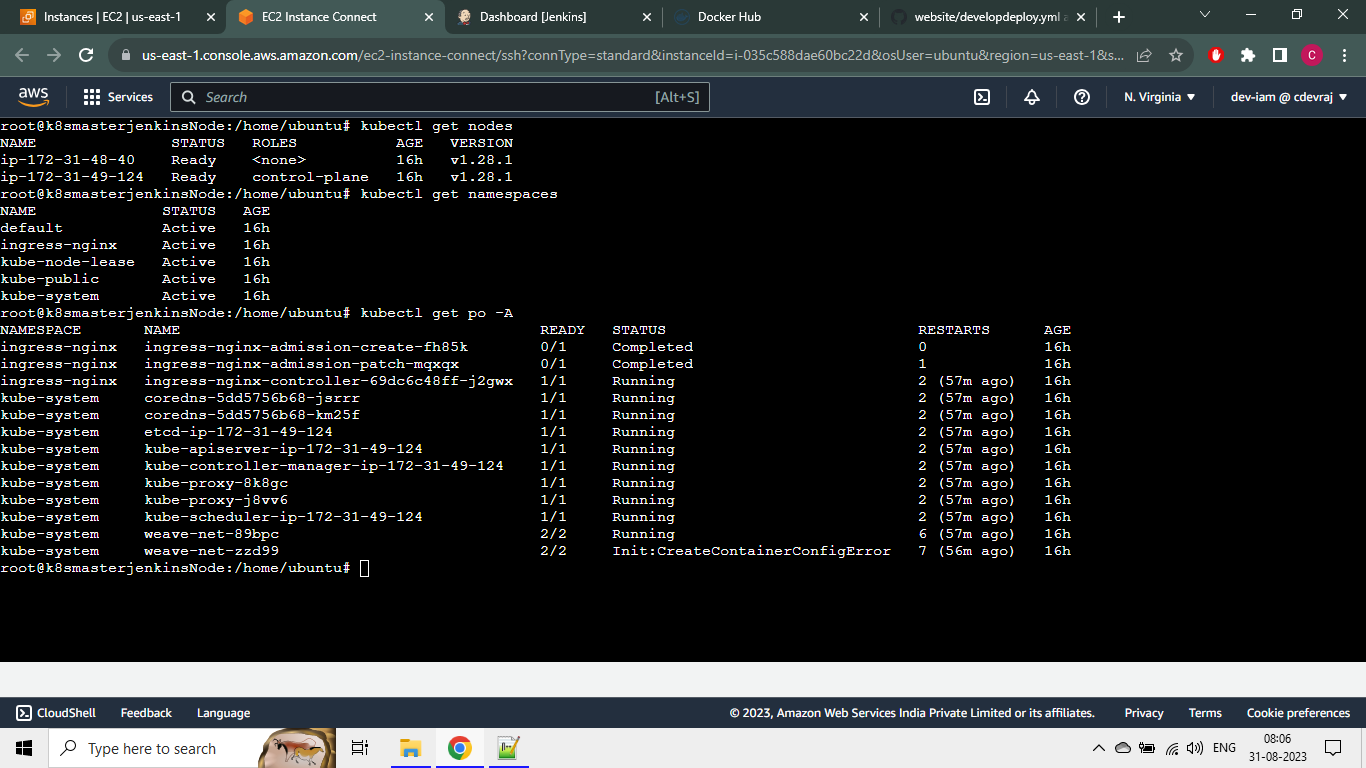 Instances | EC2 | us-east-1
EC2 Instance Connect
Dashboard [Jenkins]
Docker Hub
website/developdeploy.yml a
us-east-1.console.aws.amazon.com/ec2-instance-connect/ssh?connType=standard&instanceId=i-035c588dae60bc22d&osUser=ubuntu&region=us-east-1&s...
C
aws
Services
Search
[Alt+S]
N. Virginia
dev-iam @ cdevraj
root@k8smasterjenkinsNode:/home/ubuntu# kubectl get nodes
NAME STATUS ROLES AGE VERSION
ip-172-31-48-40 Ready <none> 16h v1.28.1
ip-172-31-49-124 Ready control-plane 16h v1.28.1
root@k8smasterjenkinsNode:/home/ubuntu# kubectl get namespaces
NAME STATUS AGE
default Active 16h
ingress-nginx Active 16h
kube-node-lease Active 16h
kube-public Active 16h
kube-system Active 16h
root@k8smasterjenkinsNode:/home/ubuntu# kubectl get po -A
NAMESPACE NAME READY STATUS RESTARTS AGE
ingress-nginx ingress-nginx-admission-create-fh85k 0/1 Completed 0 16h
ingress-nginx ingress-nginx-admission-patch-mqxqx 0/1 Completed 1 16h
ingress-nginx ingress-nginx-controller-69dc6c48ff-j2gwx 1/1 Running 2 (57m ago) 16h
kube-system coredns-5dd5756b68-jsrrr 1/1 Running 2 (57m ago) 16h
kube-system coredns-5dd5756b68-km25f 1/1 Running 2 (57m ago) 16h
kube-system etcd-ip-172-31-49-124 1/1 Running 2 (57m ago) 16h
kube-system kube-apiserver-ip-172-31-49-124 1/1 Running 2 (57m ago) 16h
kube-system kube-controller-manager-ip-172-31-49-124 1/1 Running 2 (57m ago) 16h
kube-system kube-proxy-8k8gc 1/1 Running 2 (57m ago) 16h
kube-system kube-proxy-j8vv6 1/1 Running 2 (57m ago) 16h
kube-system kube-scheduler-ip-172-31-49-124 1/1 Running 2 (57m ago) 16h
kube-system weave-net-89bpc 2/2 Running 6 (57m ago) 16h
kube-system weave-net-zzd99 2/2 Init:CreateContainerConfigError 7 (56m ago) 16h
root@k8smasterjenkinsNode:/home/ubuntu#
CloudShell
Feedback
Language
© 2023, Amazon Web Services India Private Limited or its affiliates.
Privacy
Terms
Cookie preferences
Type here to search
ENG
08:06
31-08-2023